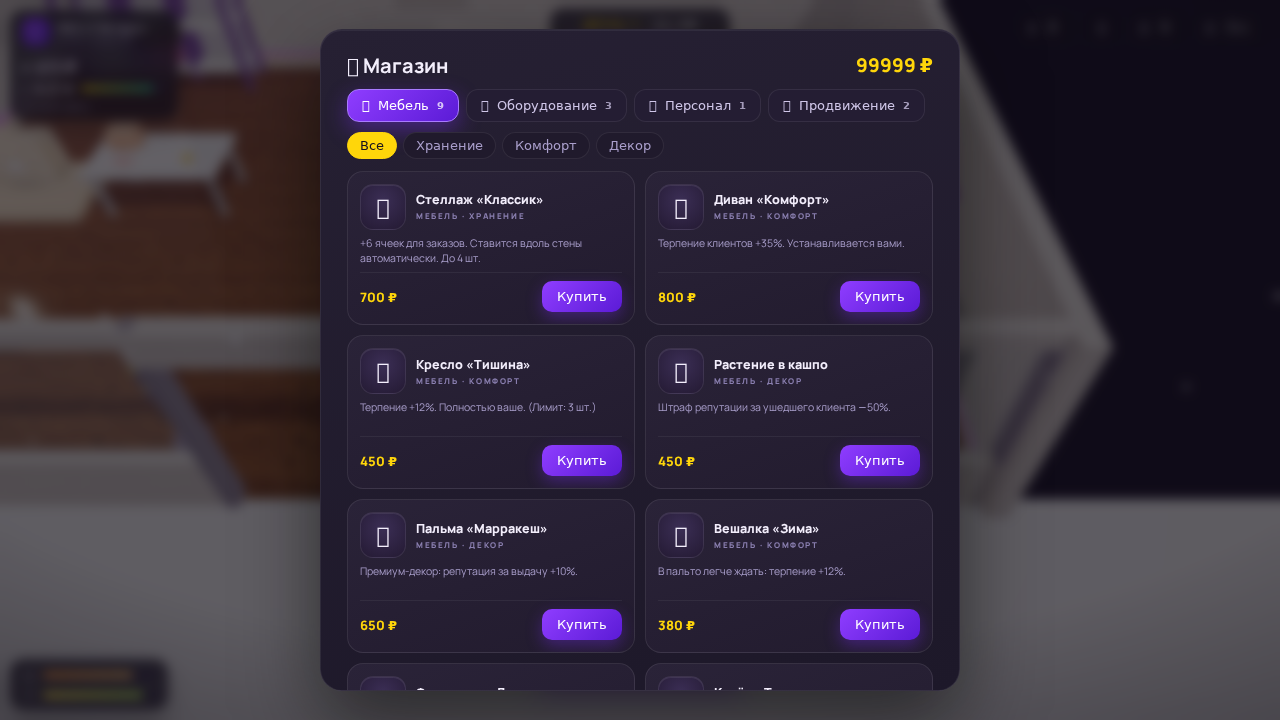 Магазин
99999 ₽
Мебель 9
Оборудование 3
Персонал 1
Продвижение 2
Все
Хранение
Комфорт
Декор
Стеллаж «Классик»
МЕБЕЛЬ · ХРАНЕНИЕ
+6 ячеек для заказов. Ставится вдоль стены
автоматически. До 4 шт.
700 ₽
Купить
Диван «Комфорт»
МЕБЕЛЬ · КОМФОРТ
Терпение клиентов +35%. Устанавливается вами.
800 ₽
Купить
Кресло «Тишина»
МЕБЕЛЬ · КОМФОРТ
Терпение +12%. Полностью ваше. (Лимит: 3 шт.)
450 ₽
Купить
Растение в кашпо
МЕБЕЛЬ · ДЕКОР
Штраф репутации за ушедшего клиента —50%.
450 ₽
Купить
Пальма «Марракеш»
МЕБЕЛЬ · ДЕКОР
Премиум-декор: репутация за выдачу +10%.
650 ₽
Купить
Вешалка «Зима»
МЕБЕЛЬ · КОМФОРТ
В пальто легче ждать: терпение +12%.
380 ₽
Купить